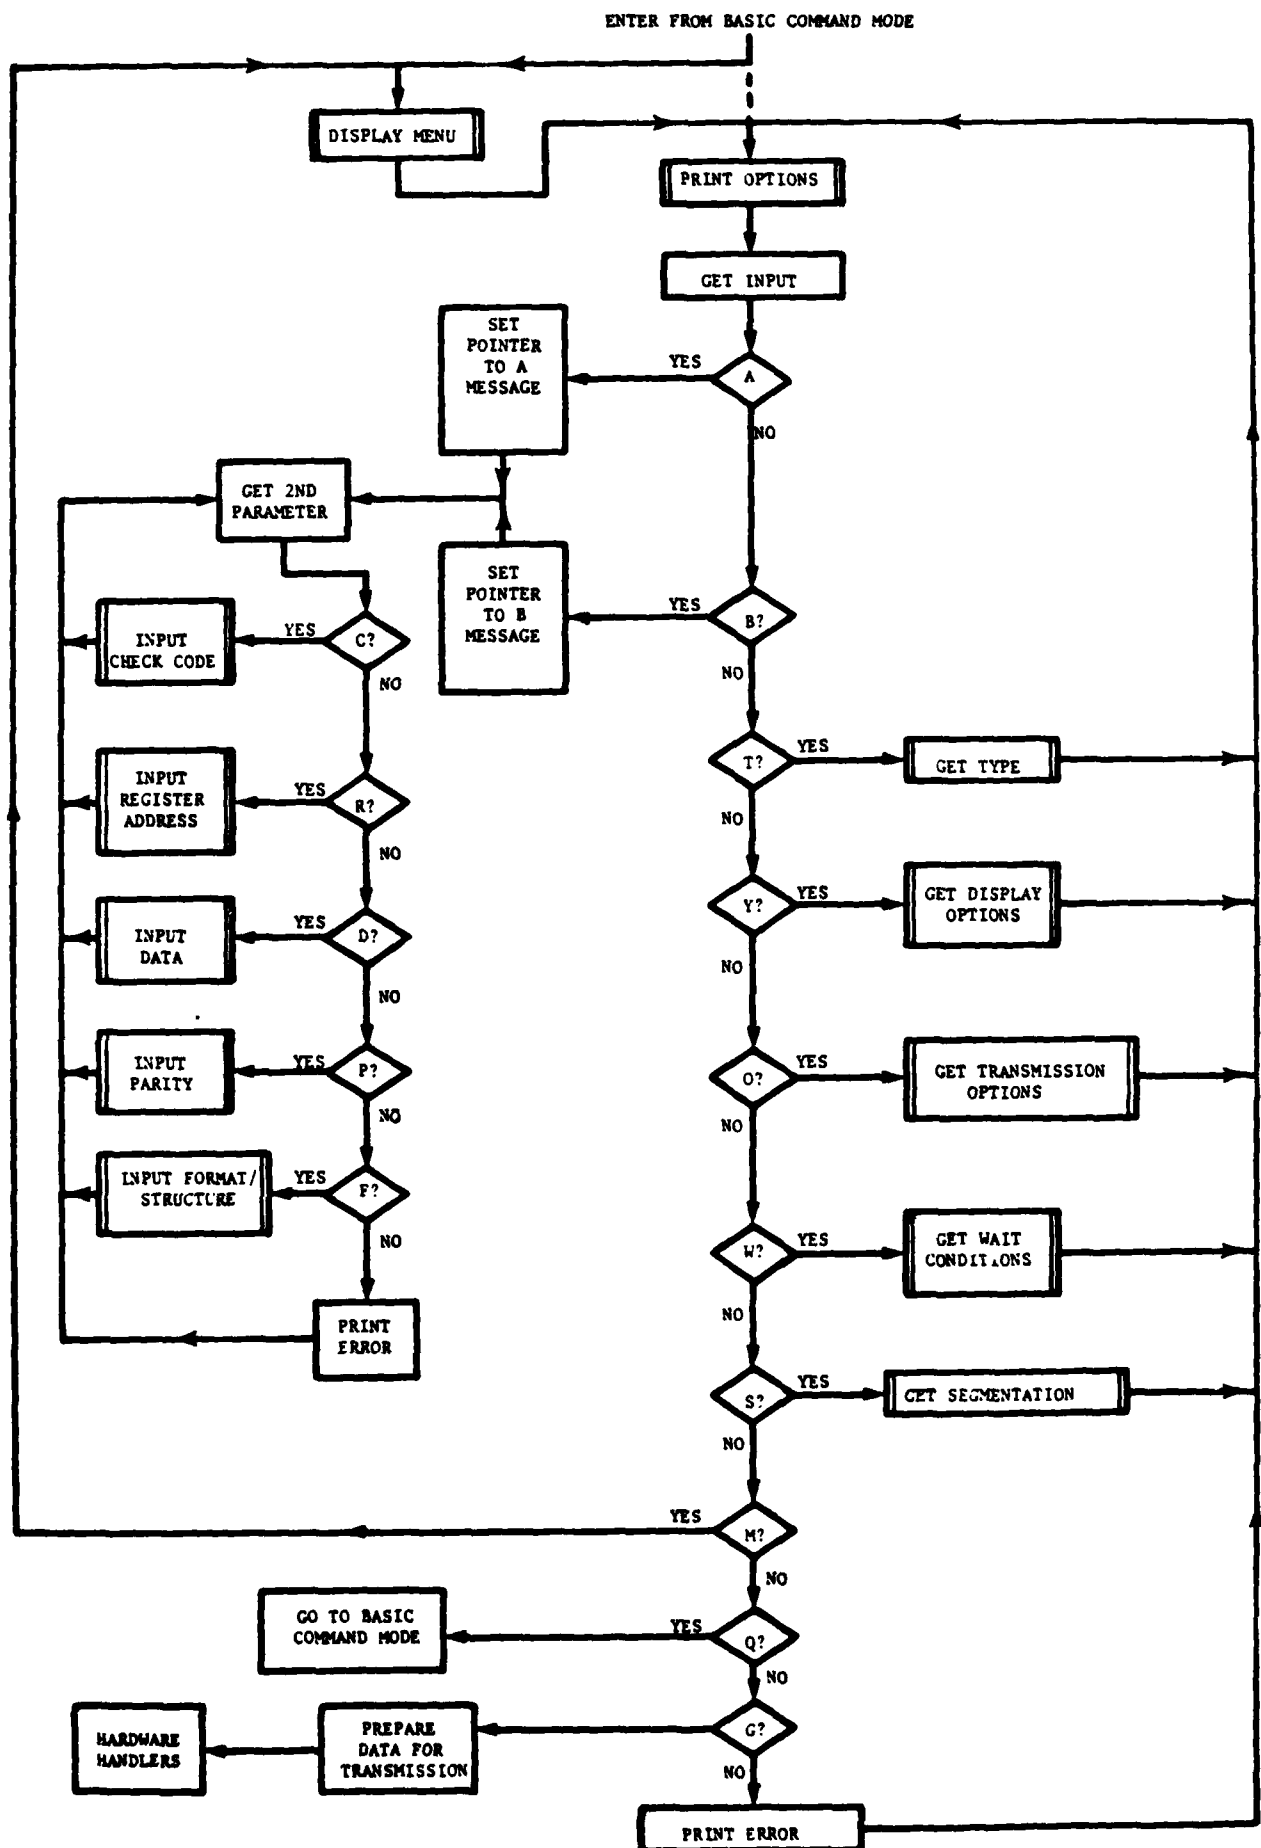 ENTER FROM BASIC COMMAND MODE
DISPLAY MENU
PRINT OPTIONS
GET INPUT
SET
POINTER
TO A
MESSAGE
YES
A
NO
GET 2ND
PARAMETER
SET
POINTER
TO B
MESSAGE
YES
B?
NO
INPUT
CHECK CODE
YES
C?
NO
T?
YES
GET TYPE
NO
INPUT
REGISTER
ADDRESS
YES
R?
NO
Y?
YES
GET DISPLAY
OPTIONS
NO
INPUT
DATA
YES
D?
NO
O?
YES
GET TRANSMISSION
OPTIONS
NO
INPUT
PARITY
YES
P?
NO
INPUT FORMAT/
STRUCTURE
YES
F?
NO
W?
YES
GET WAIT
CONDITIONS
NO
PRINT
ERROR
S?
YES
GET SEGMENTATION
NO
YES
M?
NO
GO TO BASIC
COMMAND MODE
YES
Q?
NO
HARDWARE
HANDLERS
PREPARE
DATA FOR
TRANSMISSION
G?
NO
PRINT ERROR